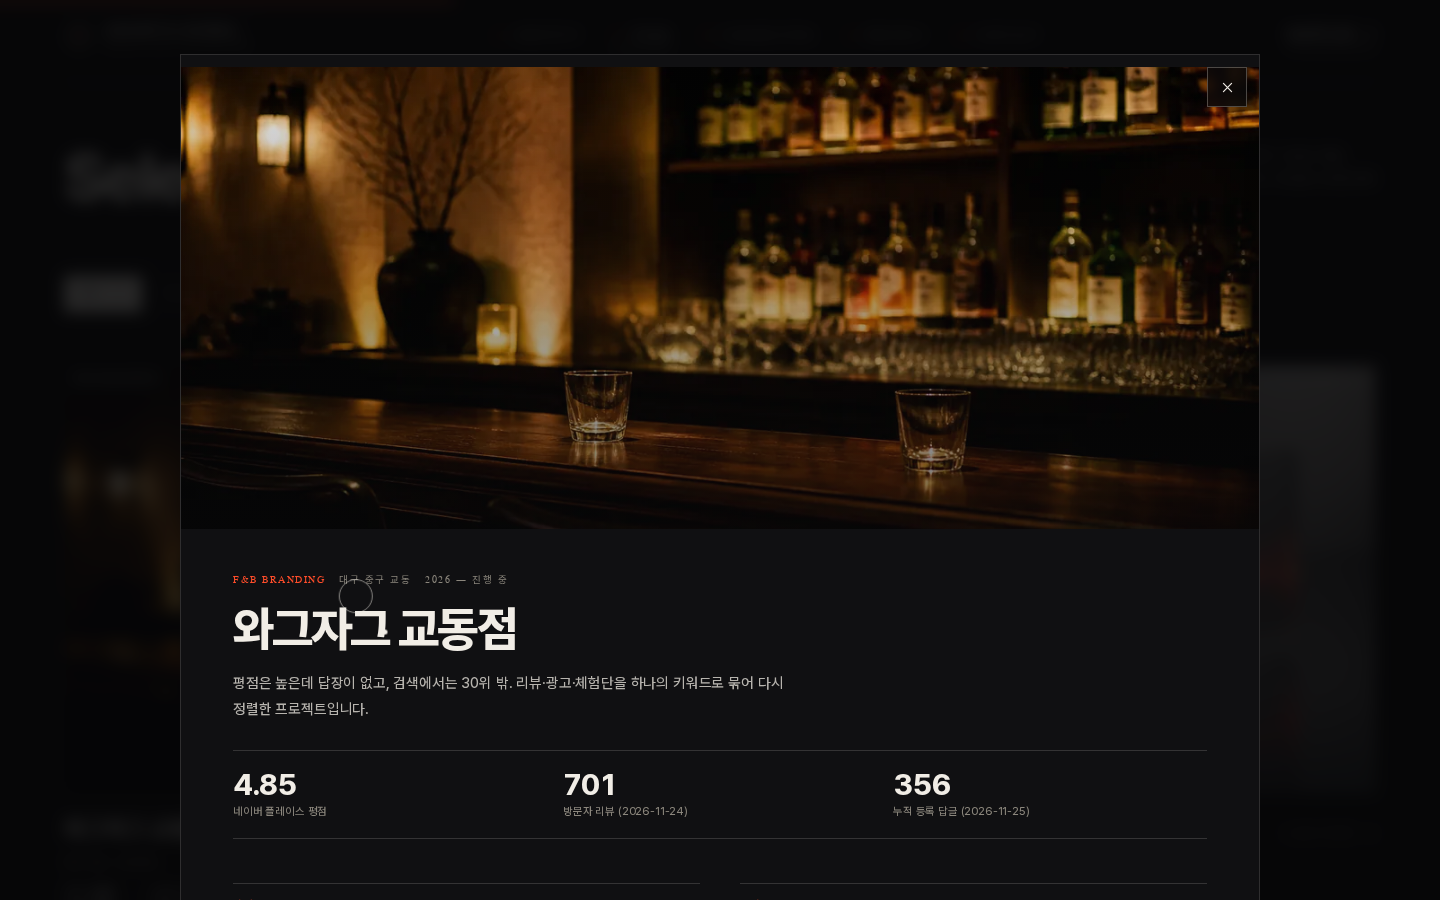 ×
F&B BRANDING 대구 중구 교동 2026 — 진행 중
와그자그 교동점
평점은 높은데 답장이 없고, 검색에서는 30위 밖. 리뷰·광고·체험단을 하나의 키워드로 묶어 다시
정렬한 프로젝트입니다.
4.85 701 356
네이버 플레이스 평점 방문자 리뷰 (2026-11-24) 누적 등록 답글 (2026-11-25)